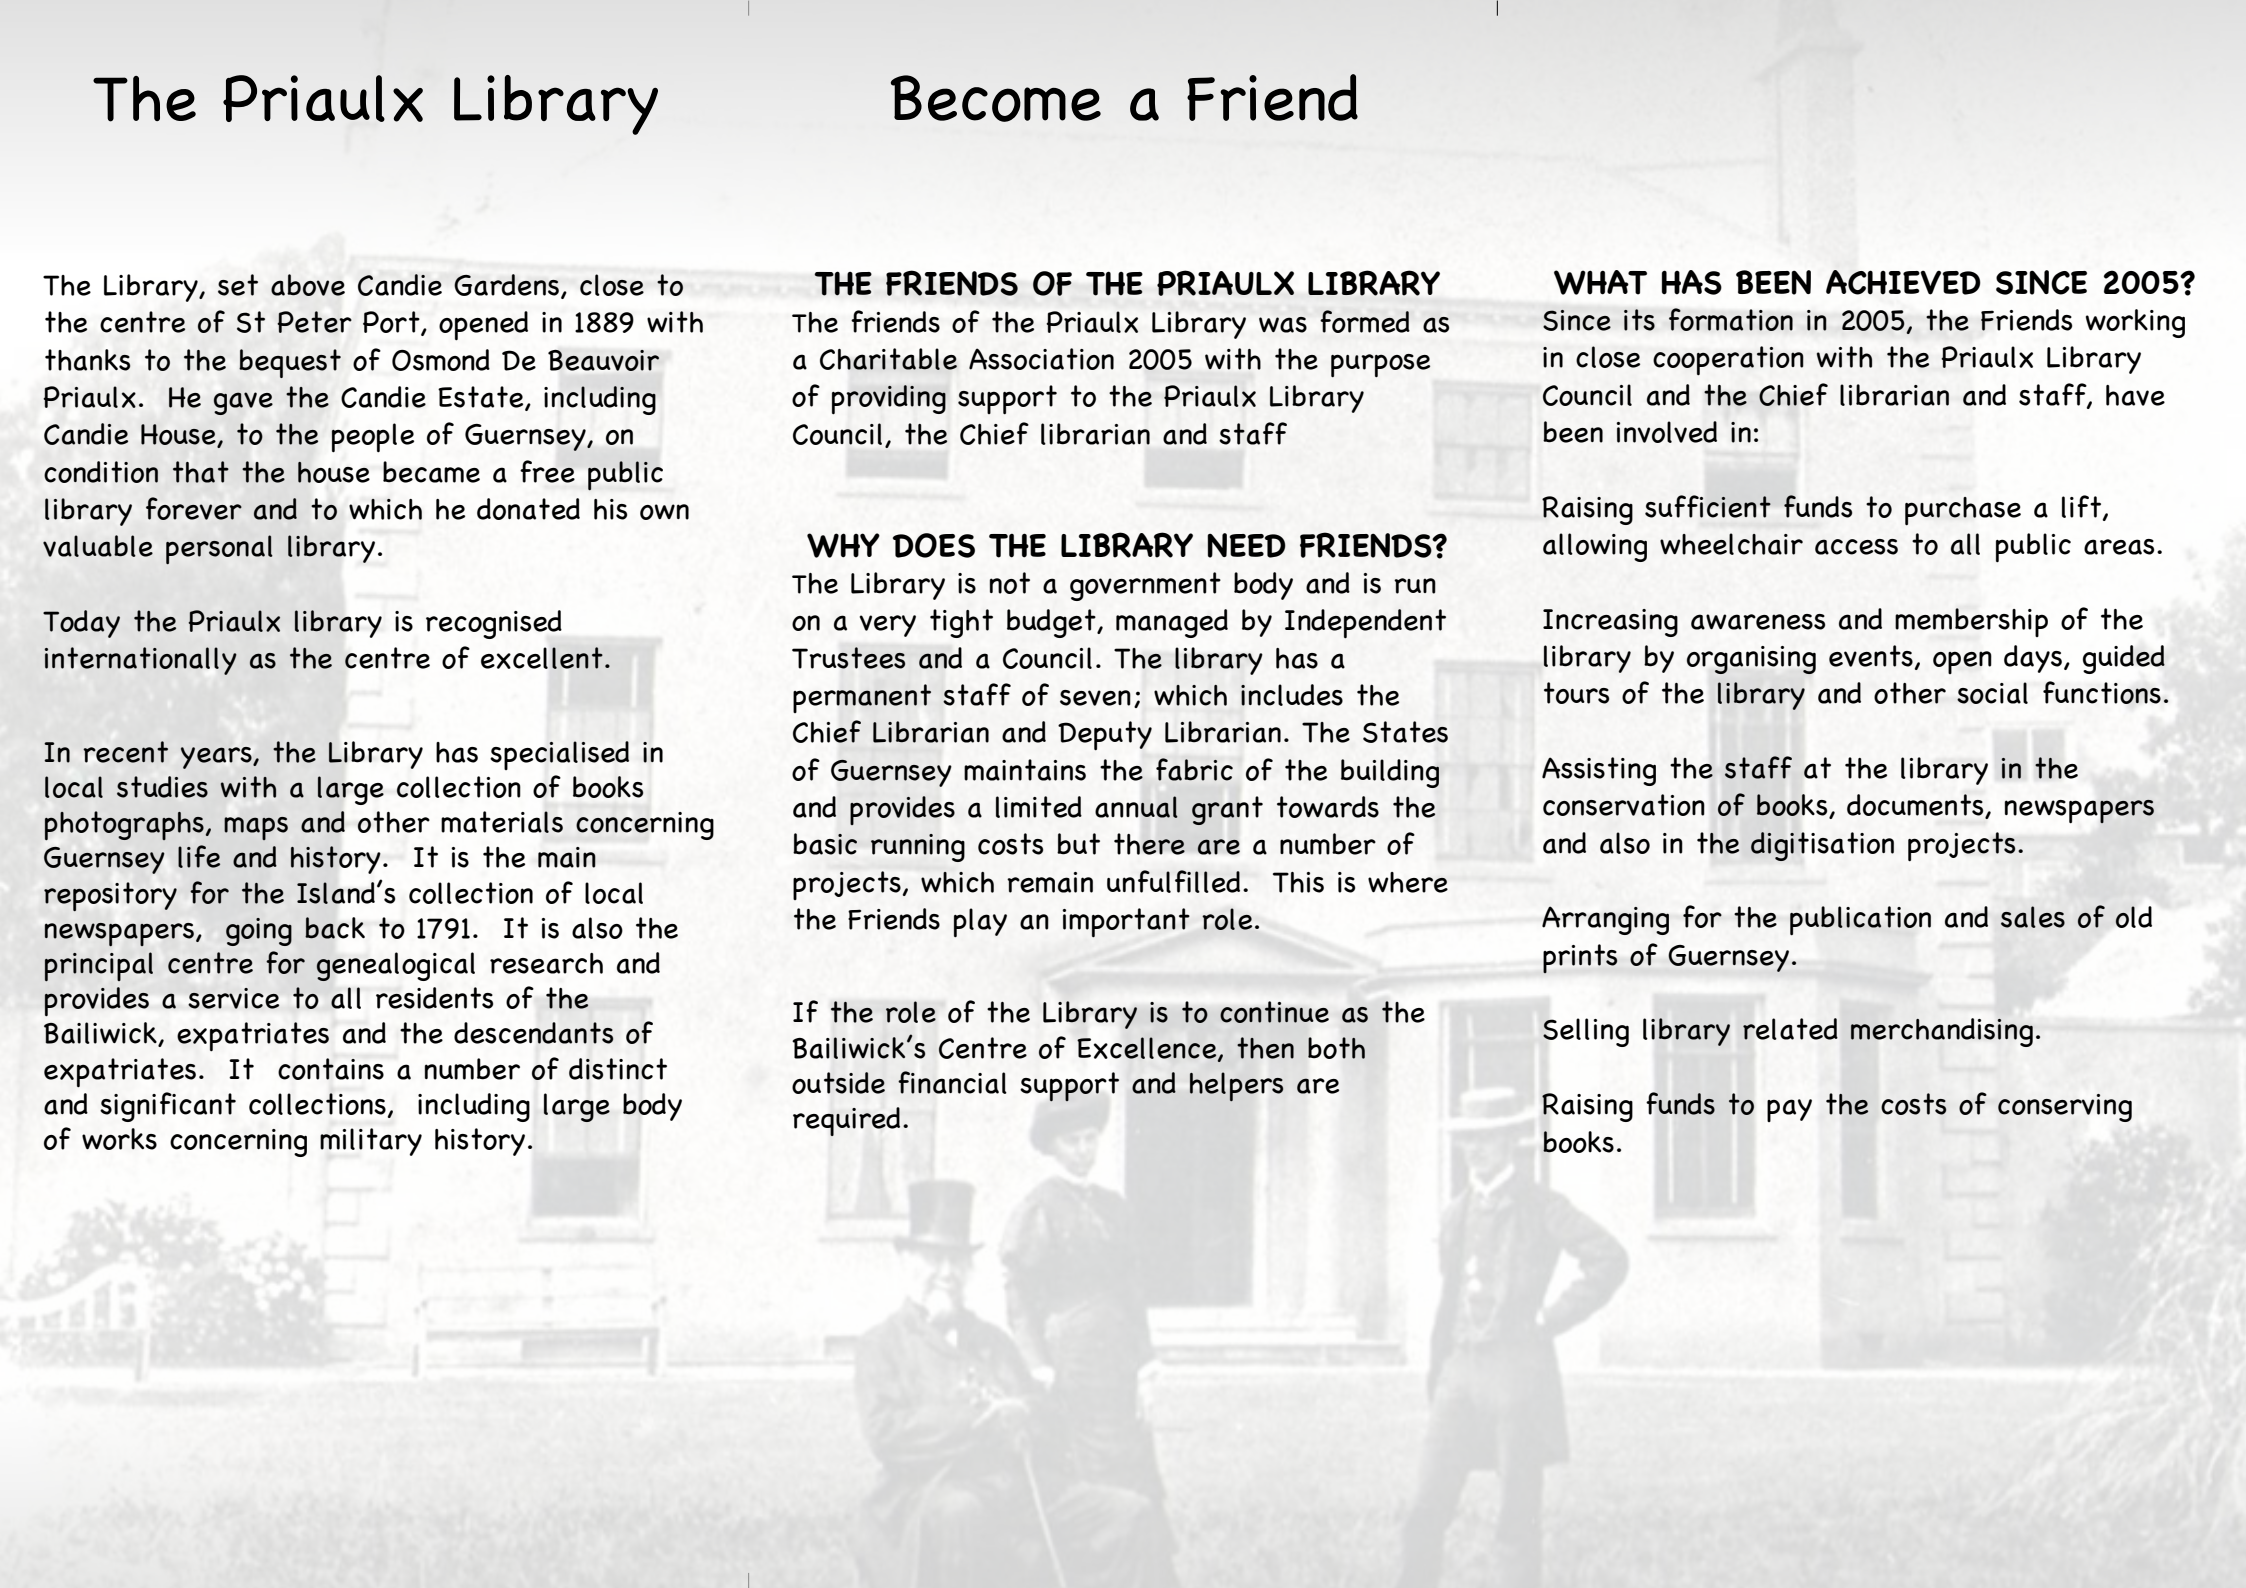 The Priaulx Library
The Library, set above Candie Gardens, close to
the centre of St Peter Port, opened in 1889 with
thanks to the bequest of Osmond De Beauvoir
Priaulx.  He gave the Candie Estate, including
Candie House, to the people of Guernsey, on
condition that the house became a free public
library forever and to which he donated his own
valuable personal library.
Today the Priaulx library is recognised
internationally as the centre of excellent.
In recent years, the Library has specialised in
local studies with a large collection of books
photographs, maps and other materials concerning
Guernsey life and history.  It is the main
repository for the Island's collection of local
newspapers,  going back to 1791.  It is also the
principal centre for genealogical research and
provides a service to all residents of the
Bailiwick, expatriates and the descendants of
expatriates.  It  contains a number of distinct
and significant collections,  including large body
of works concerning military history.
Become a Friend
THE FRIENDS OF THE PRIAULX LIBRARY
The friends of the Priaulx Library was formed as
a Charitable Association 2005 with the purpose
of providing support to the Priaulx Library
Council, the Chief librarian and staff
WHY DOES THE LIBRARY NEED FRIENDS?
The Library is not a government body and is run
on a very tight budget, managed by Independent
Trustees and a Council. The library has a
permanent staff of seven; which includes the
Chief Librarian and Deputy Librarian. The States
of Guernsey maintains the fabric of the building
and provides a limited annual grant towards the
basic running costs but there are a number of
projects, which remain unfulfilled.  This is where
the Friends play an important role.
If the role of the Library is to continue as the
Bailiwick's Centre of Excellence, then both
outside financial support and helpers are
required.
WHAT HAS BEEN ACHIEVED SINCE 2005?
Since its formation in 2005, the Friends working
in close cooperation with the Priaulx Library
Council and the Chief librarian and staff, have
been involved in:
Raising sufficient funds to purchase a lift,
allowing wheelchair access to all public areas.
Increasing awareness and membership of the
library by organising events, open days, guided
tours of the library and other social functions.
Assisting the staff at the library in the
conservation of books, documents, newspapers
and also in the digitisation projects.
Arranging for the publication and sales of old
prints of Guernsey.
Selling library related merchandising.
Raising funds to pay the costs of conserving
books.